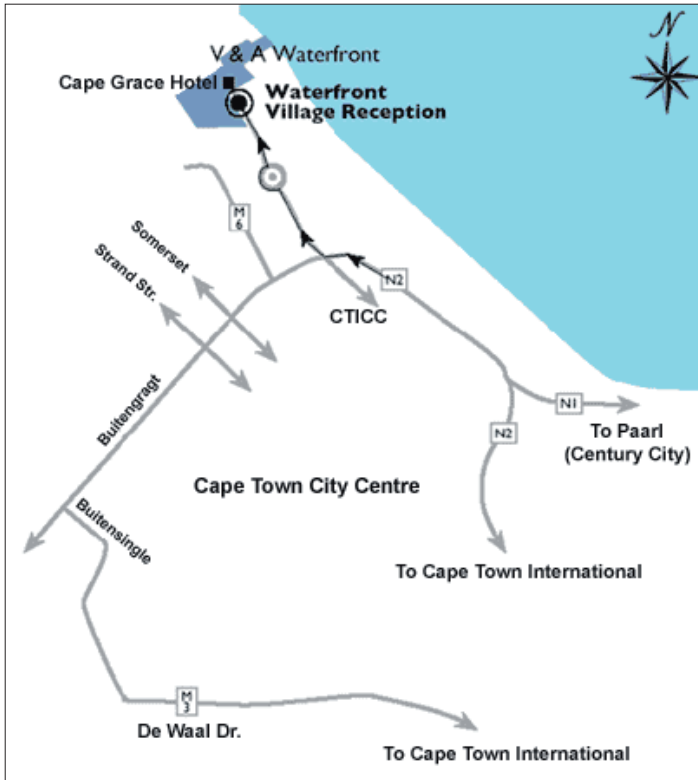 N
V & A Waterfront
Cape Grace Hotel
Waterfront
Village Reception
M
6
Somerset
Strand Str.
N2
CTICC
Buitengragt
N1
N2
To Paarl
(Century City)
Cape Town City Centre
Buitensingle
To Cape Town International
M
3
De Waal Dr.
To Cape Town International